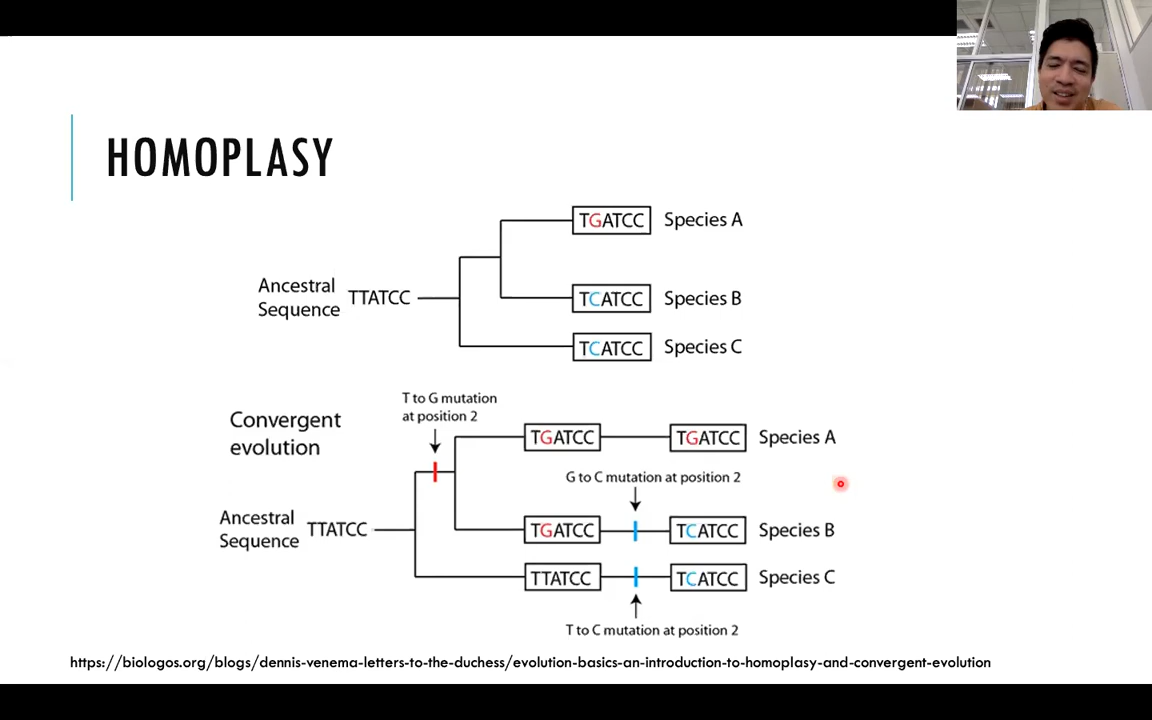 HOMOPLASY
TGATCC Species A
Ancestral
Sequence TTATCC
TCATCC Species B
TCATCC Species C
T to G mutation
at position 2
Convergent
evolution
TGATCC TGATCC Species A
G to C mutation at position 2
Ancestral
Sequence TTATCC
TGATCC TCATCC Species B
TTATCC TCATCC Species C
T to C mutation at position 2
https://biologos.org/blogs/dennis-venema-letters-to-the-duchess/evolution-basics-an-introduction-to-homoplasy-and-convergent-evolution